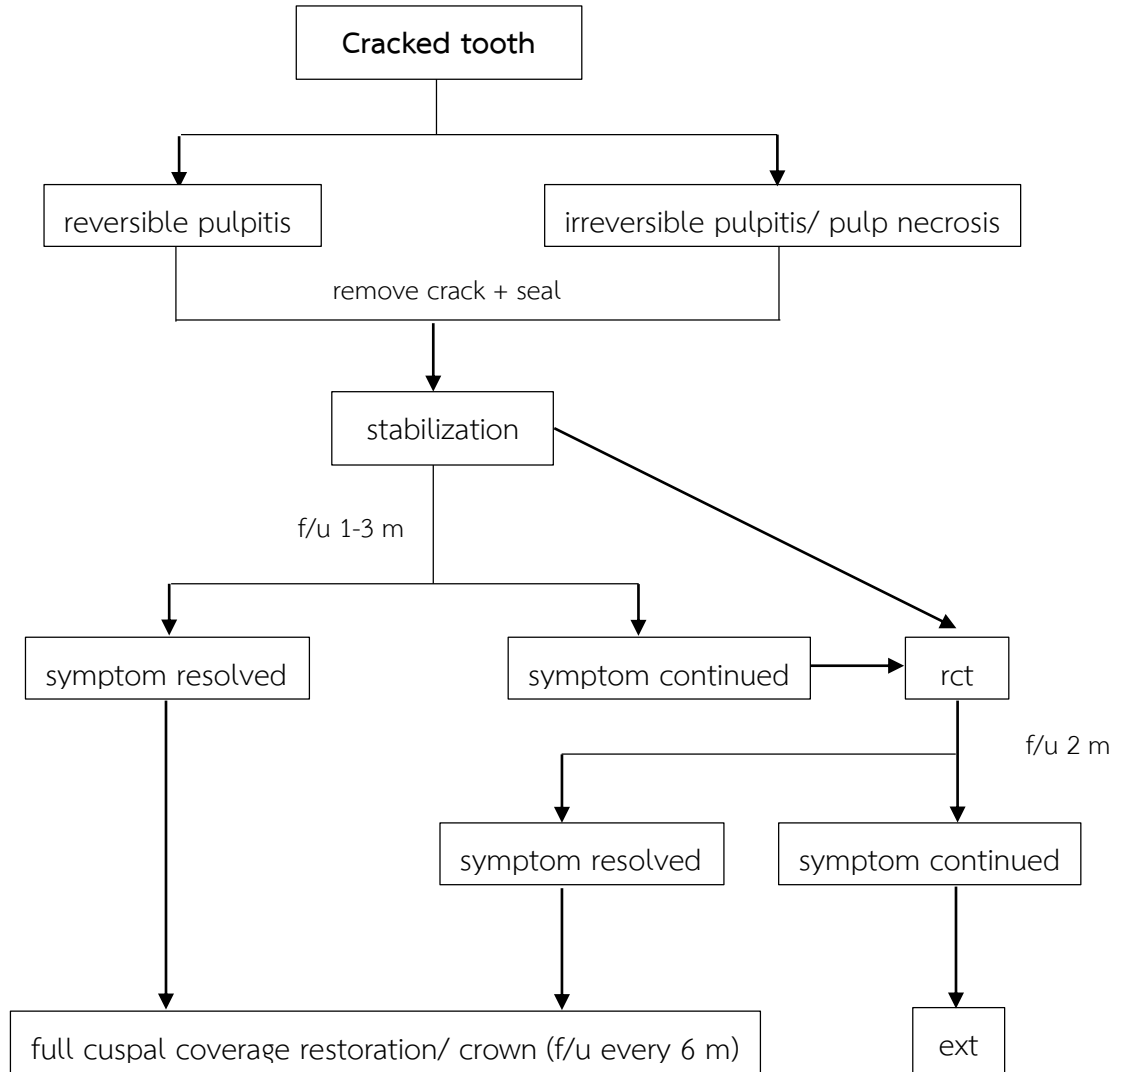 Cracked tooth
reversible pulpitis
irreversible pulpitis/ pulp necrosis
remove crack + seal
stabilization
f/u 1-3 m
symptom resolved
symptom continued
rct
f/u 2 m
symptom resolved
symptom continued
full cuspal coverage restoration/ crown (f/u every 6 m)
ext